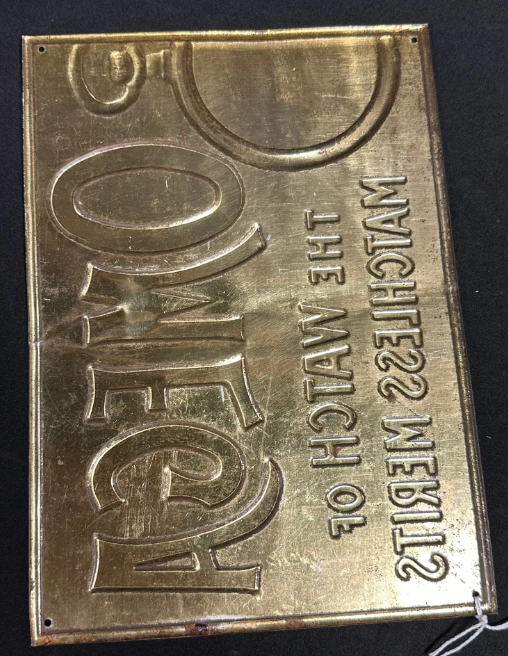 OMEGA
THE WATCH OF
MATCHLESS MERITS